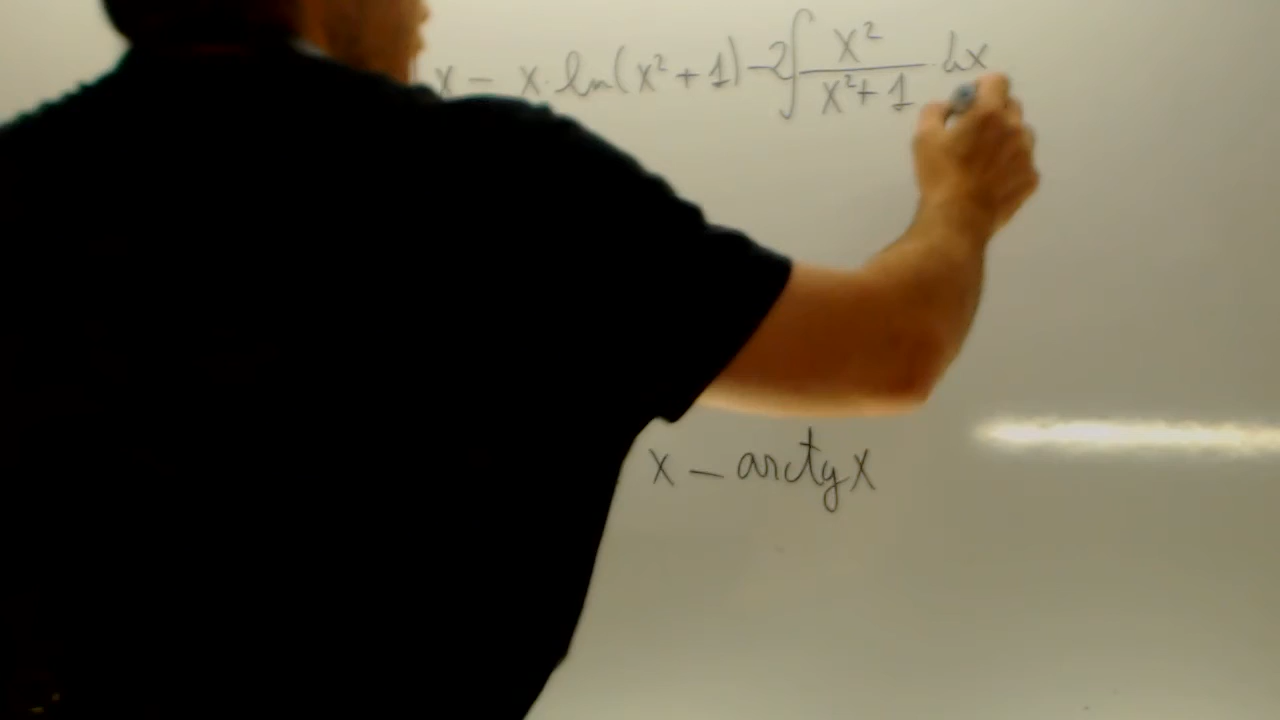 x - x·ln(x²+1) - 2∫ x²/(x²+1) · dx
x - arctg x